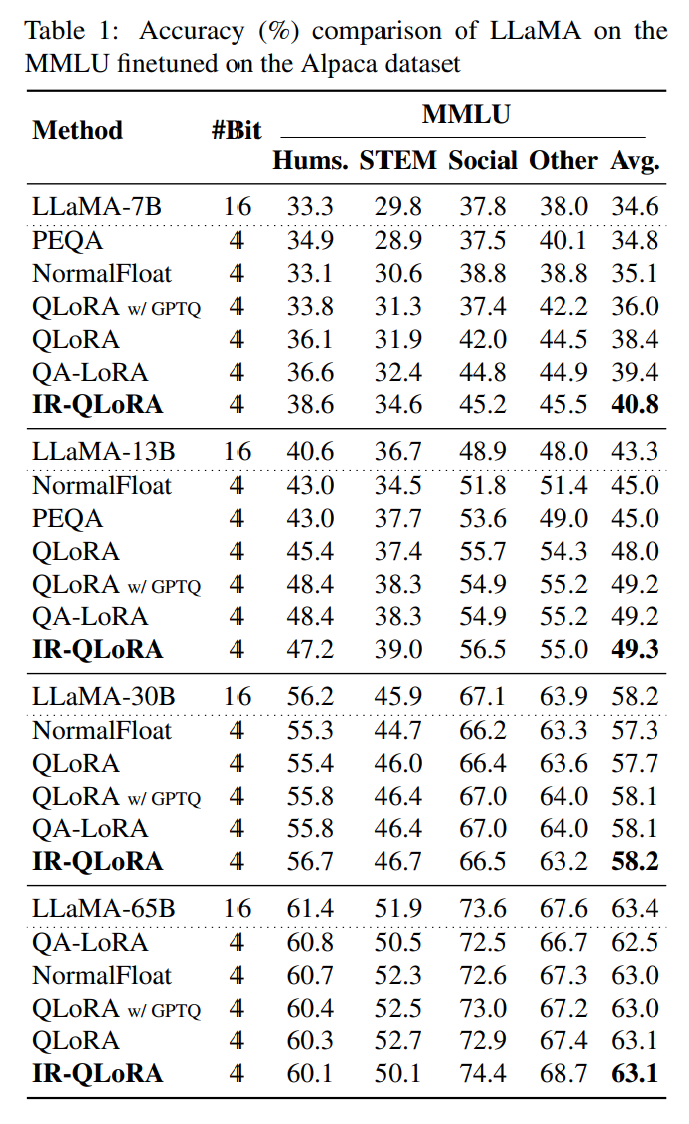 Table 1: Accuracy (%) comparison of LLaMA on the
MMLU finetuned on the Alpaca dataset
Method #Bit MMLU
Hums. STEM Social Other Avg.
LLaMA-7B 16 33.3 29.8 37.8 38.0 34.6
PEQA 4 34.9 28.9 37.5 40.1 34.8
NormalFloat 4 33.1 30.6 38.8 38.8 35.1
QLoRA w/ GPTQ 4 33.8 31.3 37.4 42.2 36.0
QLoRA 4 36.1 31.9 42.0 44.5 38.4
QA-LoRA 4 36.6 32.4 44.8 44.9 39.4
IR-QLoRA 4 38.6 34.6 45.2 45.5 40.8
LLaMA-13B 16 40.6 36.7 48.9 48.0 43.3
NormalFloat 4 43.0 34.5 51.8 51.4 45.0
PEQA 4 43.0 37.7 53.6 49.0 45.0
QLoRA 4 45.4 37.4 55.7 54.3 48.0
QLoRA w/ GPTQ 4 48.4 38.3 54.9 55.2 49.2
QA-LoRA 4 48.4 38.3 54.9 55.2 49.2
IR-QLoRA 4 47.2 39.0 56.5 55.0 49.3
LLaMA-30B 16 56.2 45.9 67.1 63.9 58.2
NormalFloat 4 55.3 44.7 66.2 63.3 57.3
QLoRA 4 55.4 46.0 66.4 63.6 57.7
QLoRA w/ GPTQ 4 55.8 46.4 67.0 64.0 58.1
QA-LoRA 4 55.8 46.4 67.0 64.0 58.1
IR-QLoRA 4 56.7 46.7 66.5 63.2 58.2
LLaMA-65B 16 61.4 51.9 73.6 67.6 63.4
QA-LoRA 4 60.8 50.5 72.5 66.7 62.5
NormalFloat 4 60.7 52.3 72.6 67.3 63.0
QLoRA w/ GPTQ 4 60.4 52.5 73.0 67.2 63.0
QLoRA 4 60.3 52.7 72.9 67.4 63.1
IR-QLoRA 4 60.1 50.1 74.4 68.7 63.1